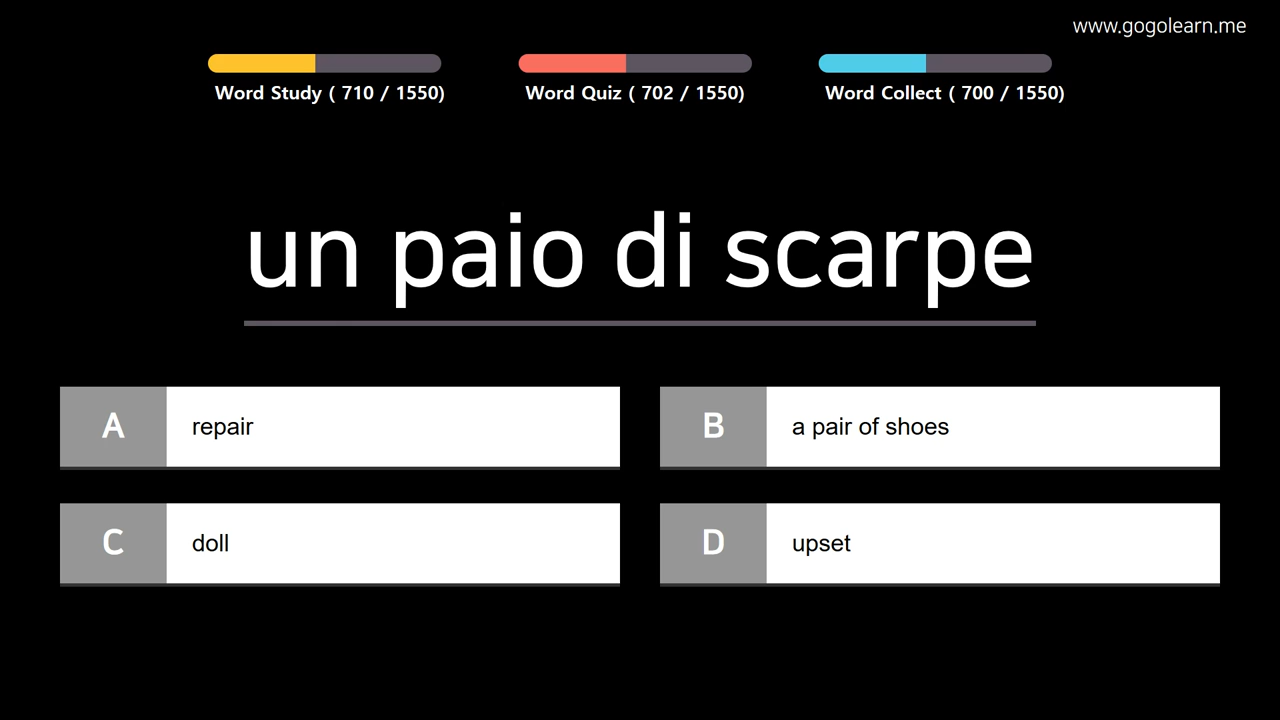 www.gogolearn.me
Word Study ( 710 / 1550)
Word Quiz ( 702 / 1550)
Word Collect ( 700 / 1550)
un paio di scarpe
A
repair
B
a pair of shoes
C
doll
D
upset